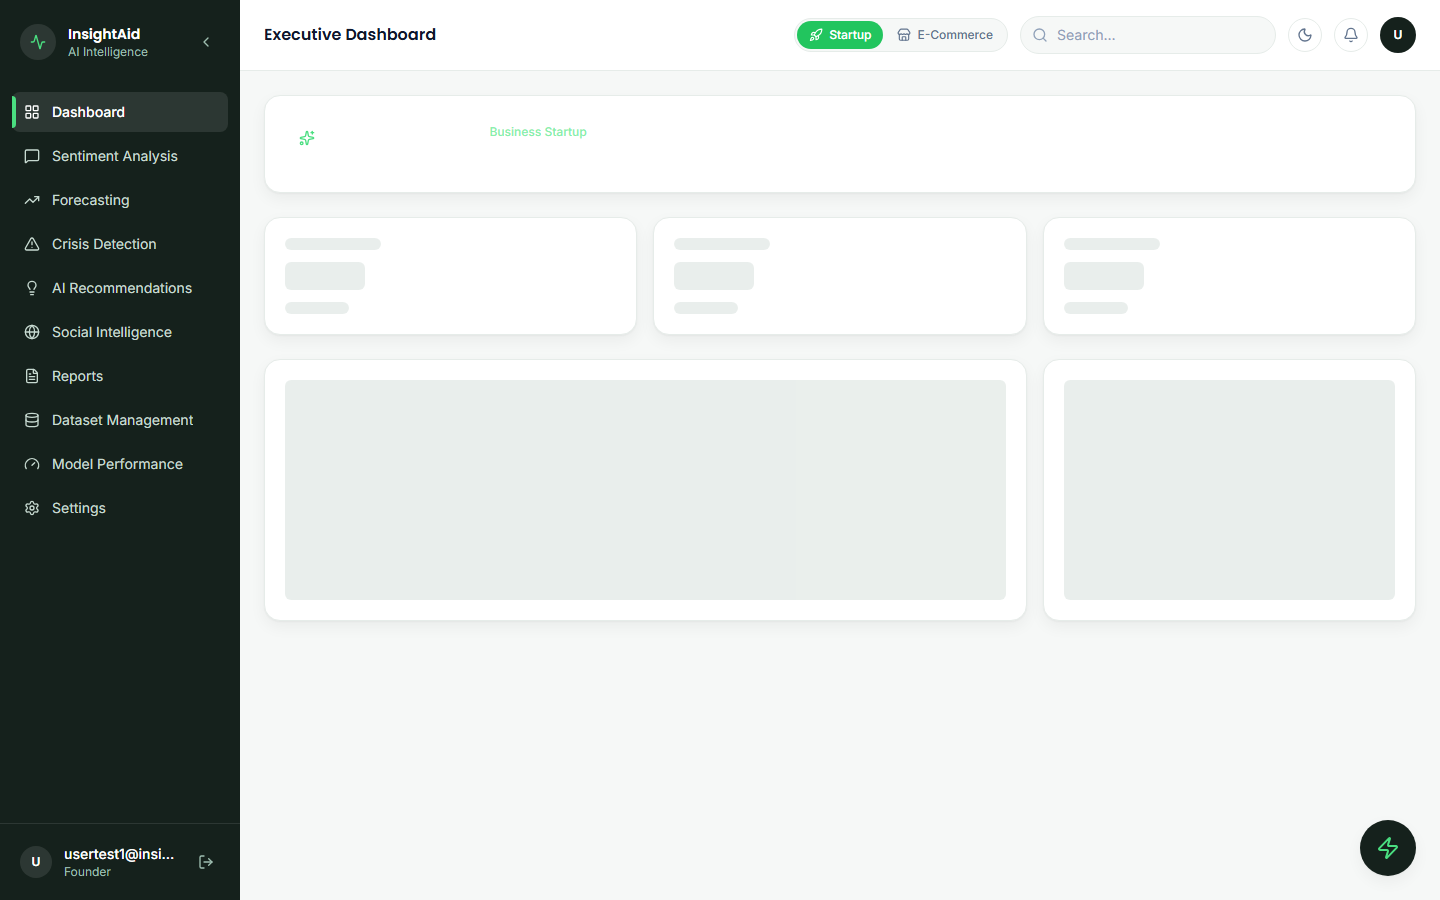 InsightAid
AI Intelligence
Dashboard
Sentiment Analysis
Forecasting
Crisis Detection
AI Recommendations
Social Intelligence
Reports
Dataset Management
Model Performance
Settings
U
usertest1@insi...
Founder
Executive Dashboard
Startup
E-Commerce
Search...
U
Business Startup